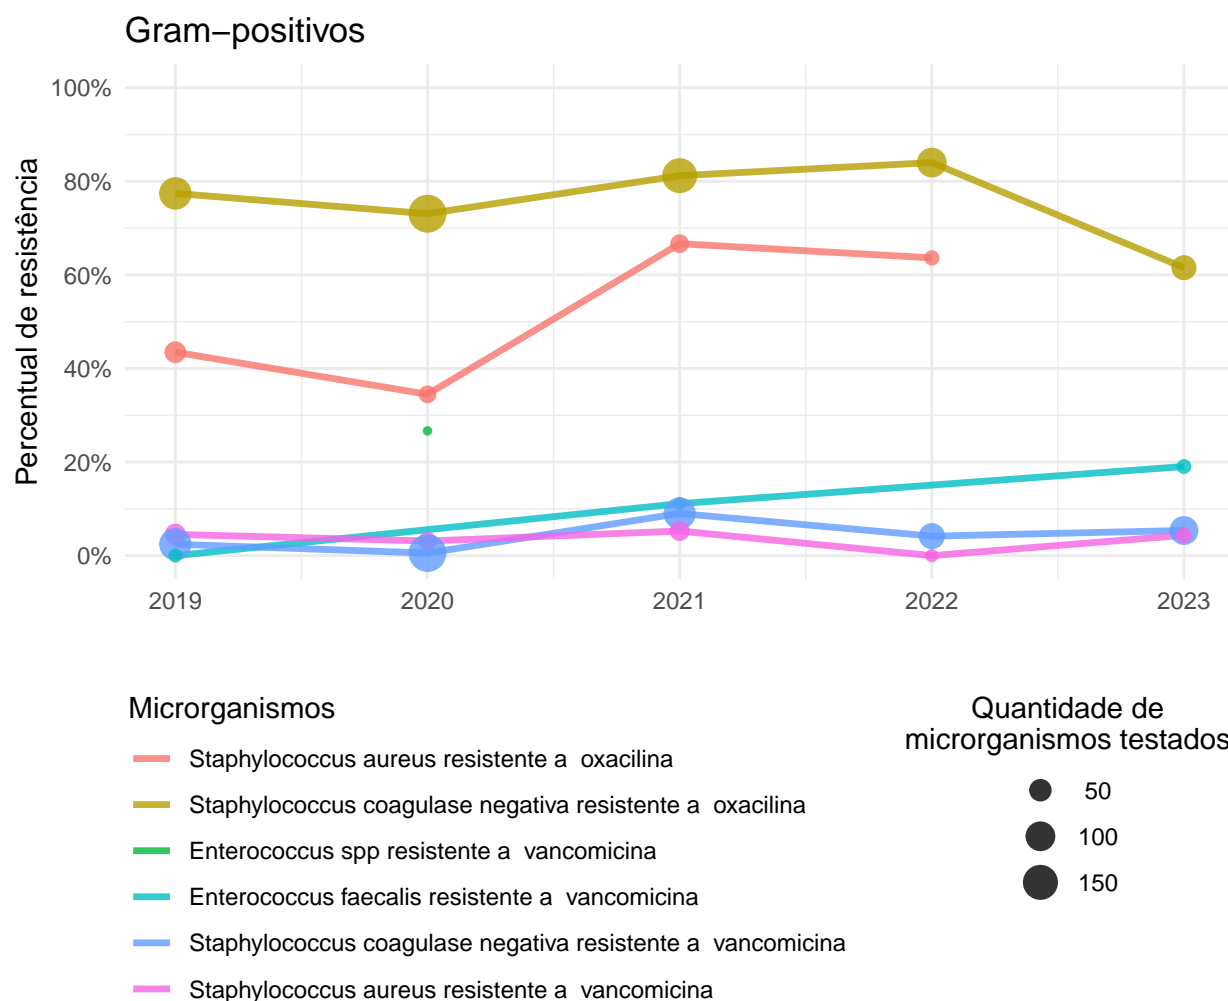 Gram−positivos
Percentual de resistência
100%
80%
60%
40%
20%
0%
2019 2020 2021 2022 2023
Microrganismos
Staphylococcus aureus resistente a  oxacilina
Staphylococcus coagulase negativa resistente a  oxacilina
Enterococcus spp resistente a  vancomicina
Enterococcus faecalis resistente a  vancomicina
Staphylococcus coagulase negativa resistente a  vancomicina
Staphylococcus aureus resistente a  vancomicina
Quantidade de
microrganismos testados
50
100
150